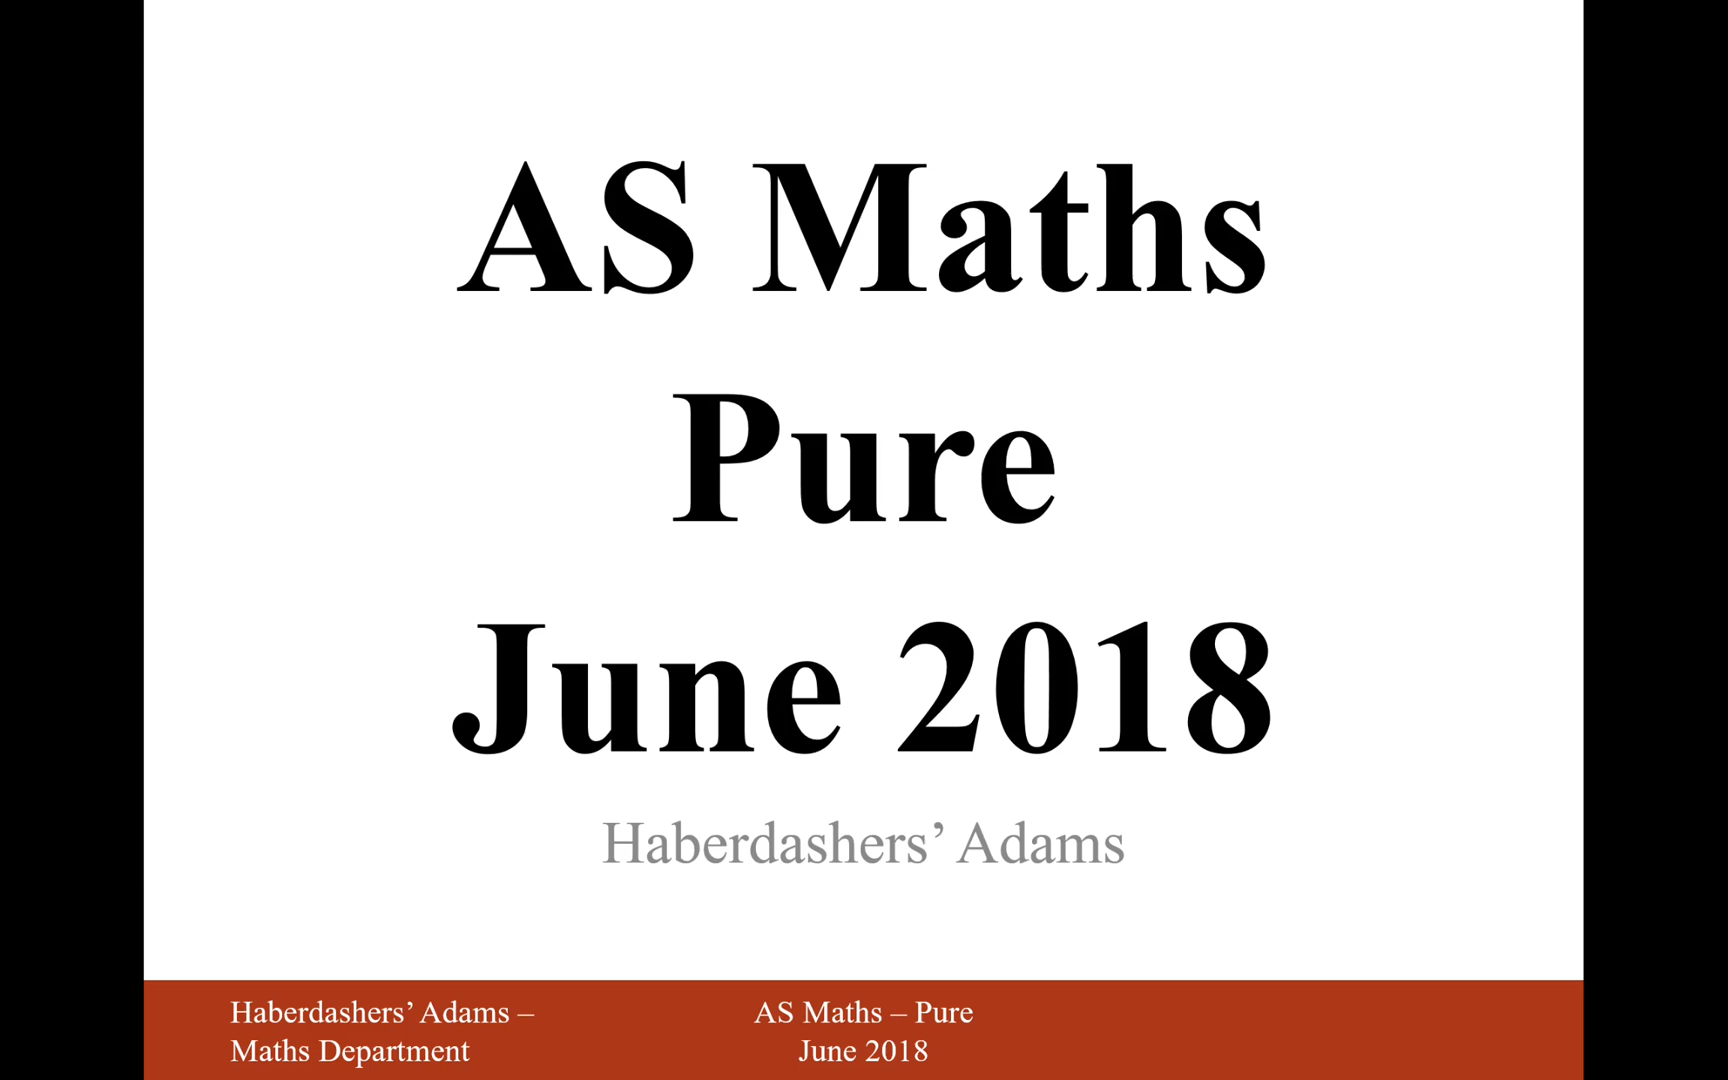 AS Maths
Pure
June 2018
Haberdashers’ Adams
Haberdashers’ Adams –
Maths Department
AS Maths – Pure
June 2018